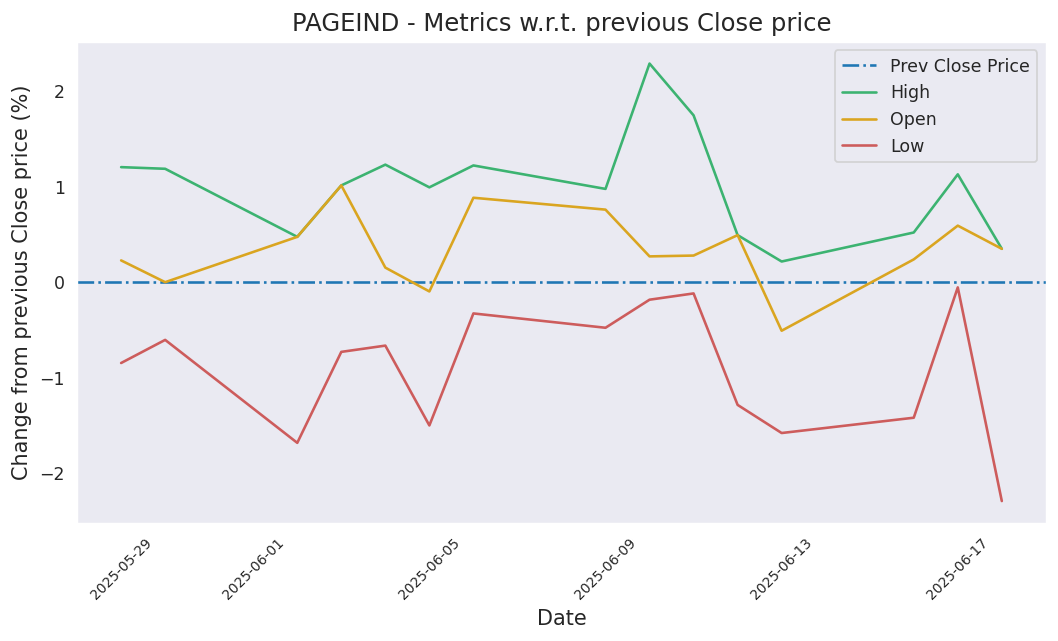 PAGEIND - Metrics w.r.t. previous Close price
Prev Close Price
High
Open
Low
Change from previous Close price (%)
2
1
0
−1
−2
2025-05-29
2025-06-01
2025-06-05
2025-06-09
2025-06-13
2025-06-17
Date